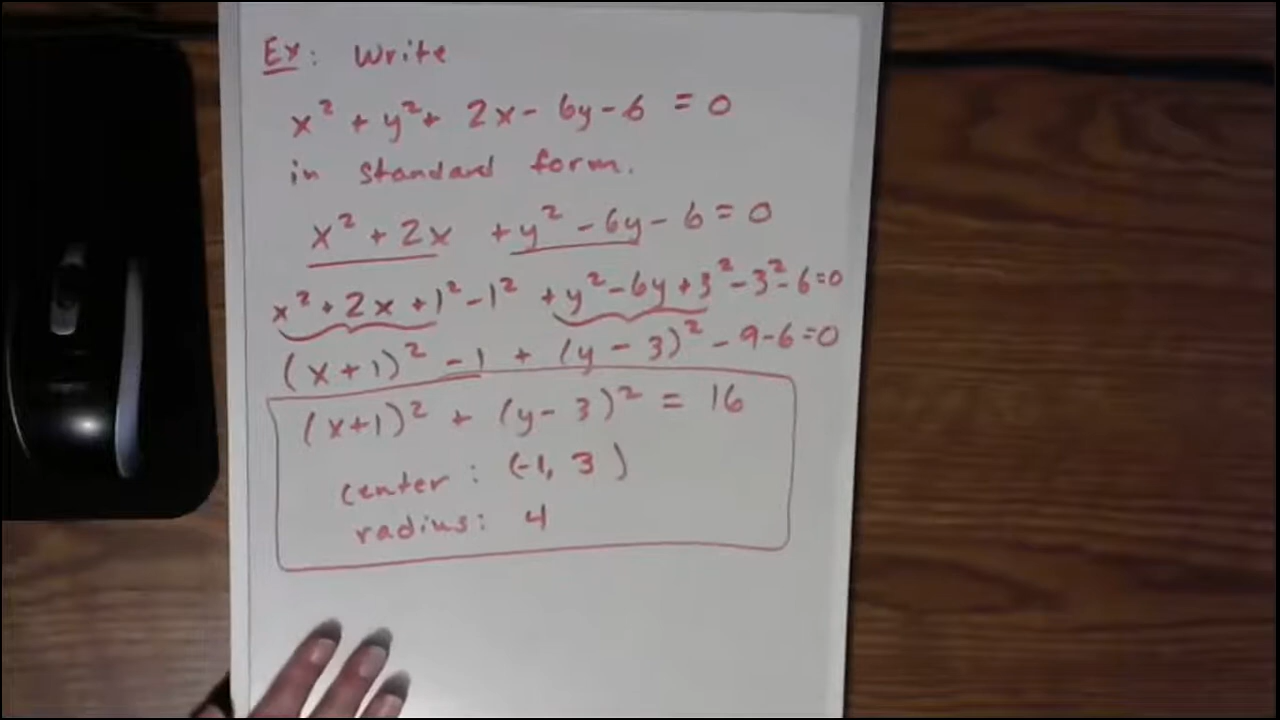 Ex: Write
x² + y² + 2x - 6y - 6 = 0
in standard form.
x² + 2x + y² - 6y - 6 = 0
x² + 2x + 1² - 1² + y² - 6y + 3² - 3² - 6 = 0
(x + 1)² - 1 + (y - 3)² - 9 - 6 = 0
(x+1)² + (y - 3)² = 16
center: (-1, 3)
radius: 4